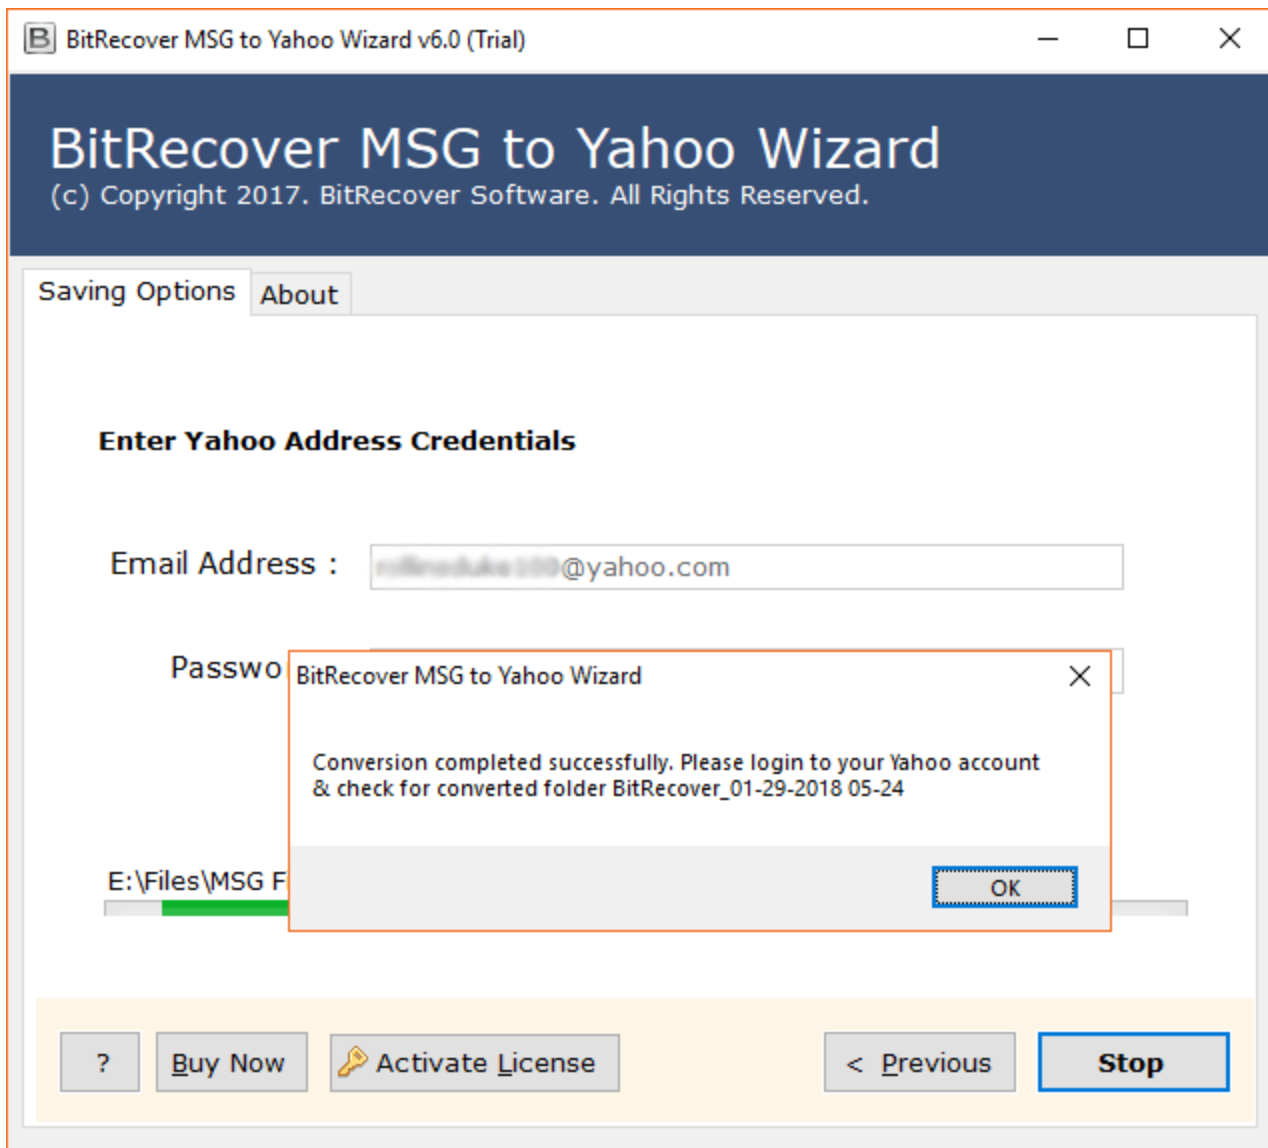 BitRecover MSG to Yahoo Wizard v6.0 (Trial)
BitRecover MSG to Yahoo Wizard
(c) Copyright 2017. BitRecover Software. All Rights Reserved.
Saving Options
About
Enter Yahoo Address Credentials
Email Address :
@yahoo.com
Passwo
BitRecover MSG to Yahoo Wizard
Conversion completed successfully. Please login to your Yahoo account
& check for converted folder BitRecover_01-29-2018 05-24
OK
E:\Files\MSG F
?
Buy Now
Activate License
< Previous
Stop